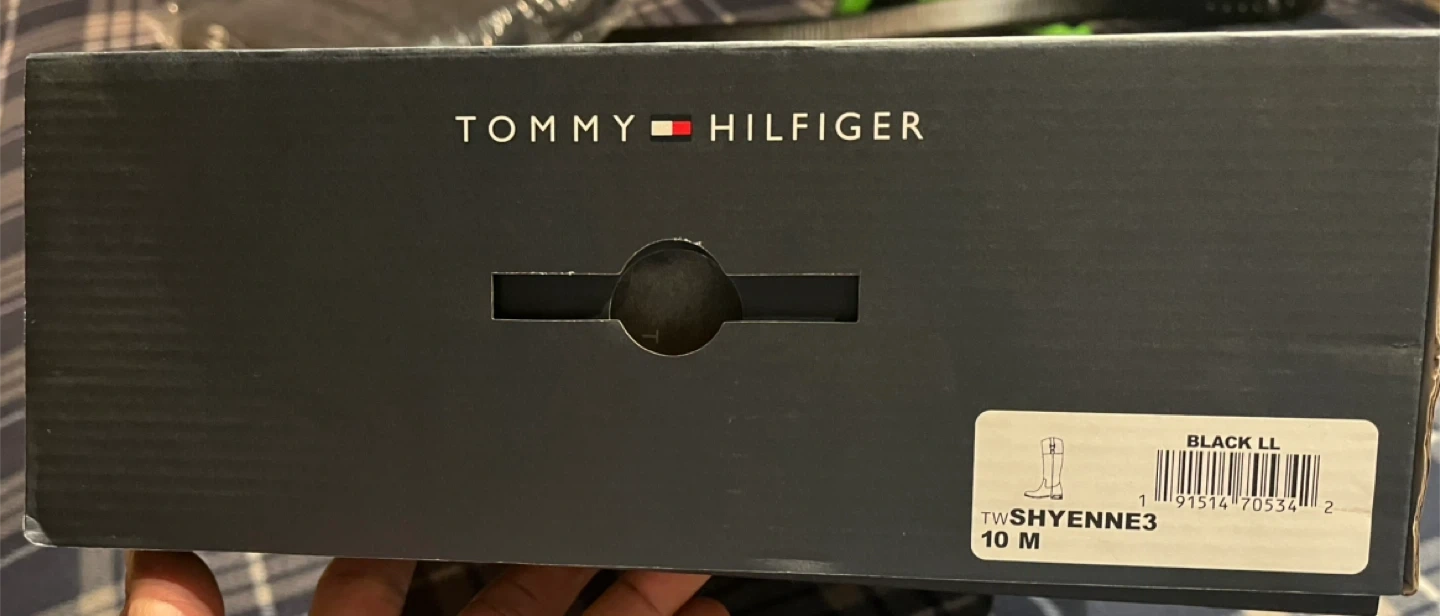 TOMMY HILFIGER
BLACK LL
1 91514 70534 2
TWSHYENNE3
10 M